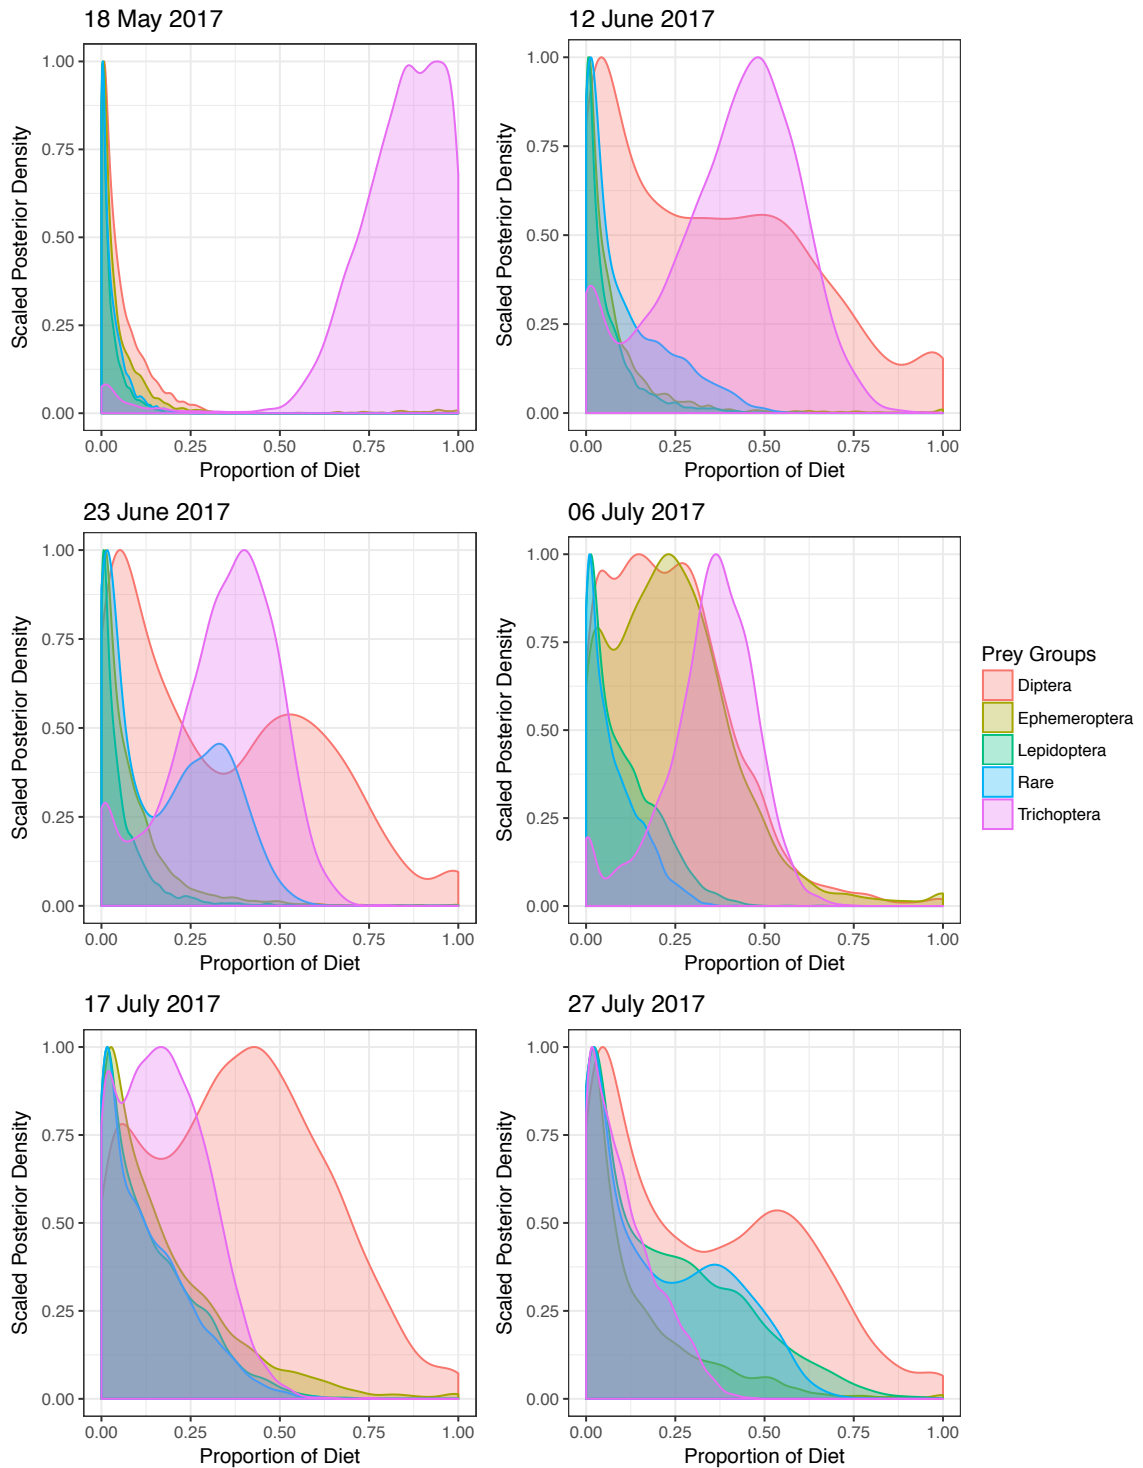 18 May 2017
1.00
0.75
0.50
0.25
0.00
Scaled Posterior Density
0.00 0.25 0.50 0.75 1.00
Proportion of Diet
12 June 2017
1.00
0.75
0.50
0.25
0.00
Scaled Posterior Density
0.00 0.25 0.50 0.75 1.00
Proportion of Diet
23 June 2017
1.00
0.75
0.50
0.25
0.00
Scaled Posterior Density
0.00 0.25 0.50 0.75 1.00
Proportion of Diet
06 July 2017
1.00
0.75
0.50
0.25
0.00
Scaled Posterior Density
0.00 0.25 0.50 0.75 1.00
Proportion of Diet
Prey Groups
Diptera
Ephemeroptera
Lepidoptera
Rare
Trichoptera
17 July 2017
1.00
0.75
0.50
0.25
0.00
Scaled Posterior Density
0.00 0.25 0.50 0.75 1.00
Proportion of Diet
27 July 2017
1.00
0.75
0.50
0.25
0.00
Scaled Posterior Density
0.00 0.25 0.50 0.75 1.00
Proportion of Diet